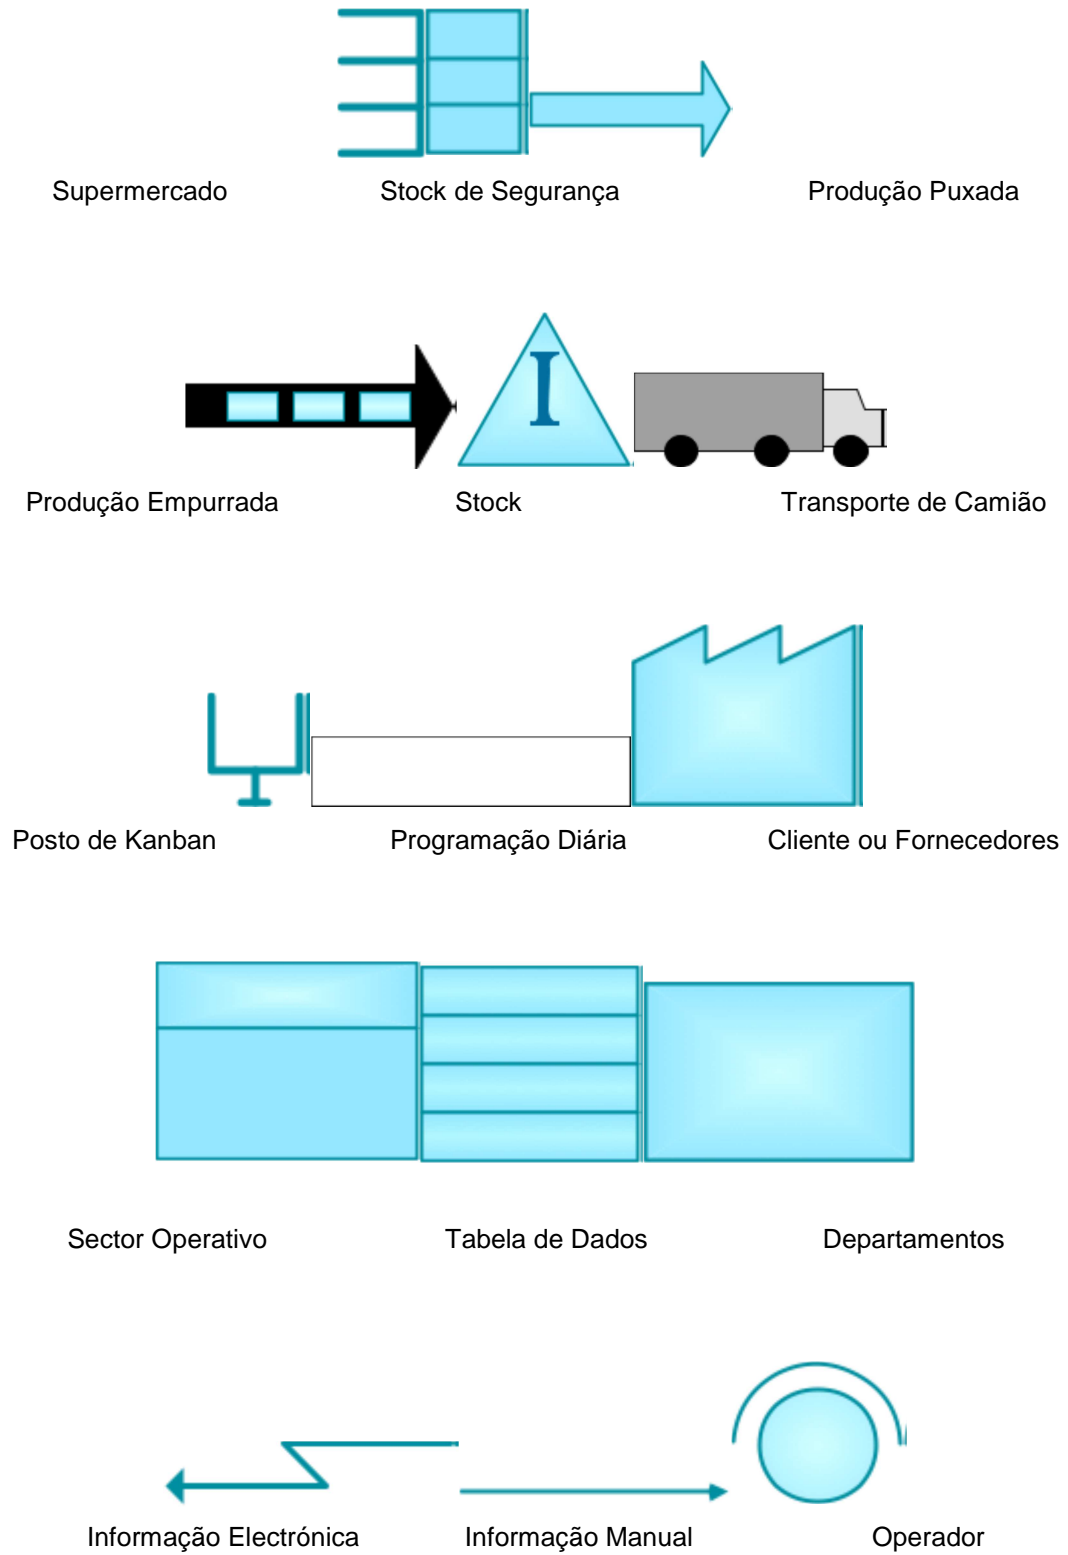 Supermercado Stock de Segurança Produção Puxada
I
Produção Empurrada Stock Transporte de Camião
Posto de Kanban Programação Diária Cliente ou Fornecedores
Sector Operativo Tabela de Dados Departamentos
Informação Electrónica Informação Manual Operador